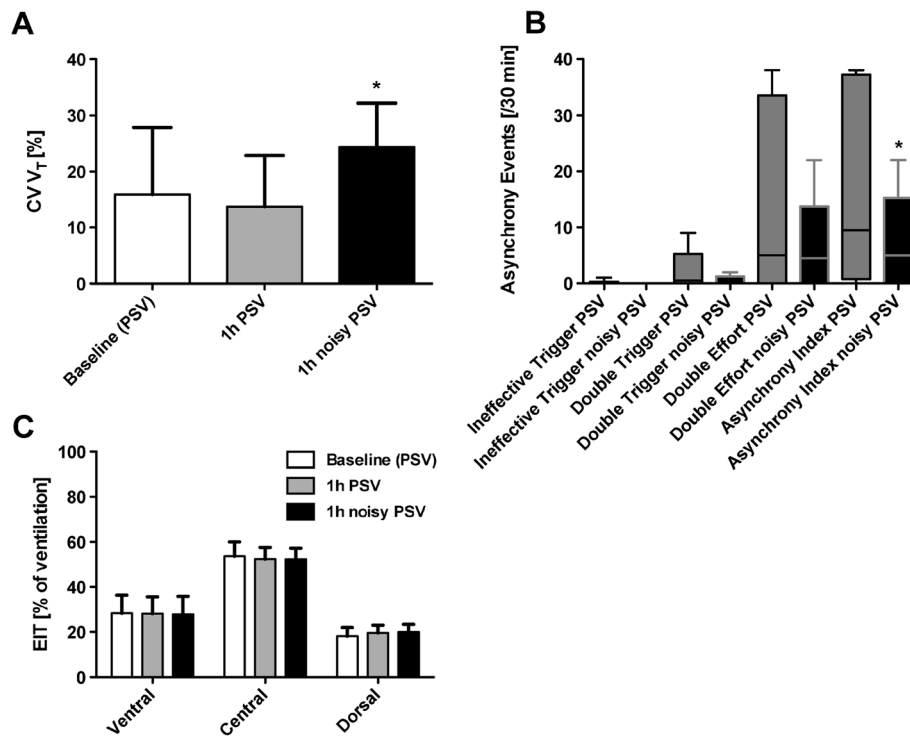 A
CV V_T [%]
40
30
20
10
0
*
Baseline (PSV)
1h PSV
1h noisy PSV
B
Asynchrony Events [/30 min]
40
30
20
10
0
*
Ineffective Trigger PSV
Ineffective Trigger noisy PSV
Double Trigger PSV
Double Trigger noisy PSV
Double Effort PSV
Double Effort noisy PSV
Asynchrony Index PSV
Asynchrony Index noisy PSV
C
EIT [% of ventilation]
100
80
60
40
20
0
Baseline (PSV)
1h PSV
1h noisy PSV
Ventral
Central
Dorsal